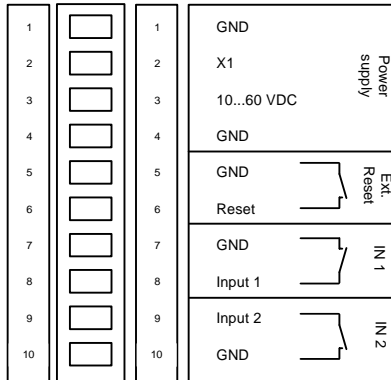 1 1 GND
2 2 X1
3 3 10...60 VDC
4 4 GND
Power
supply
5 5 GND
6 6 Reset
Ext.
Reset
7 7 GND
8 8 Input 1
IN 1
9 9 Input 2
10 10 GND
IN 2